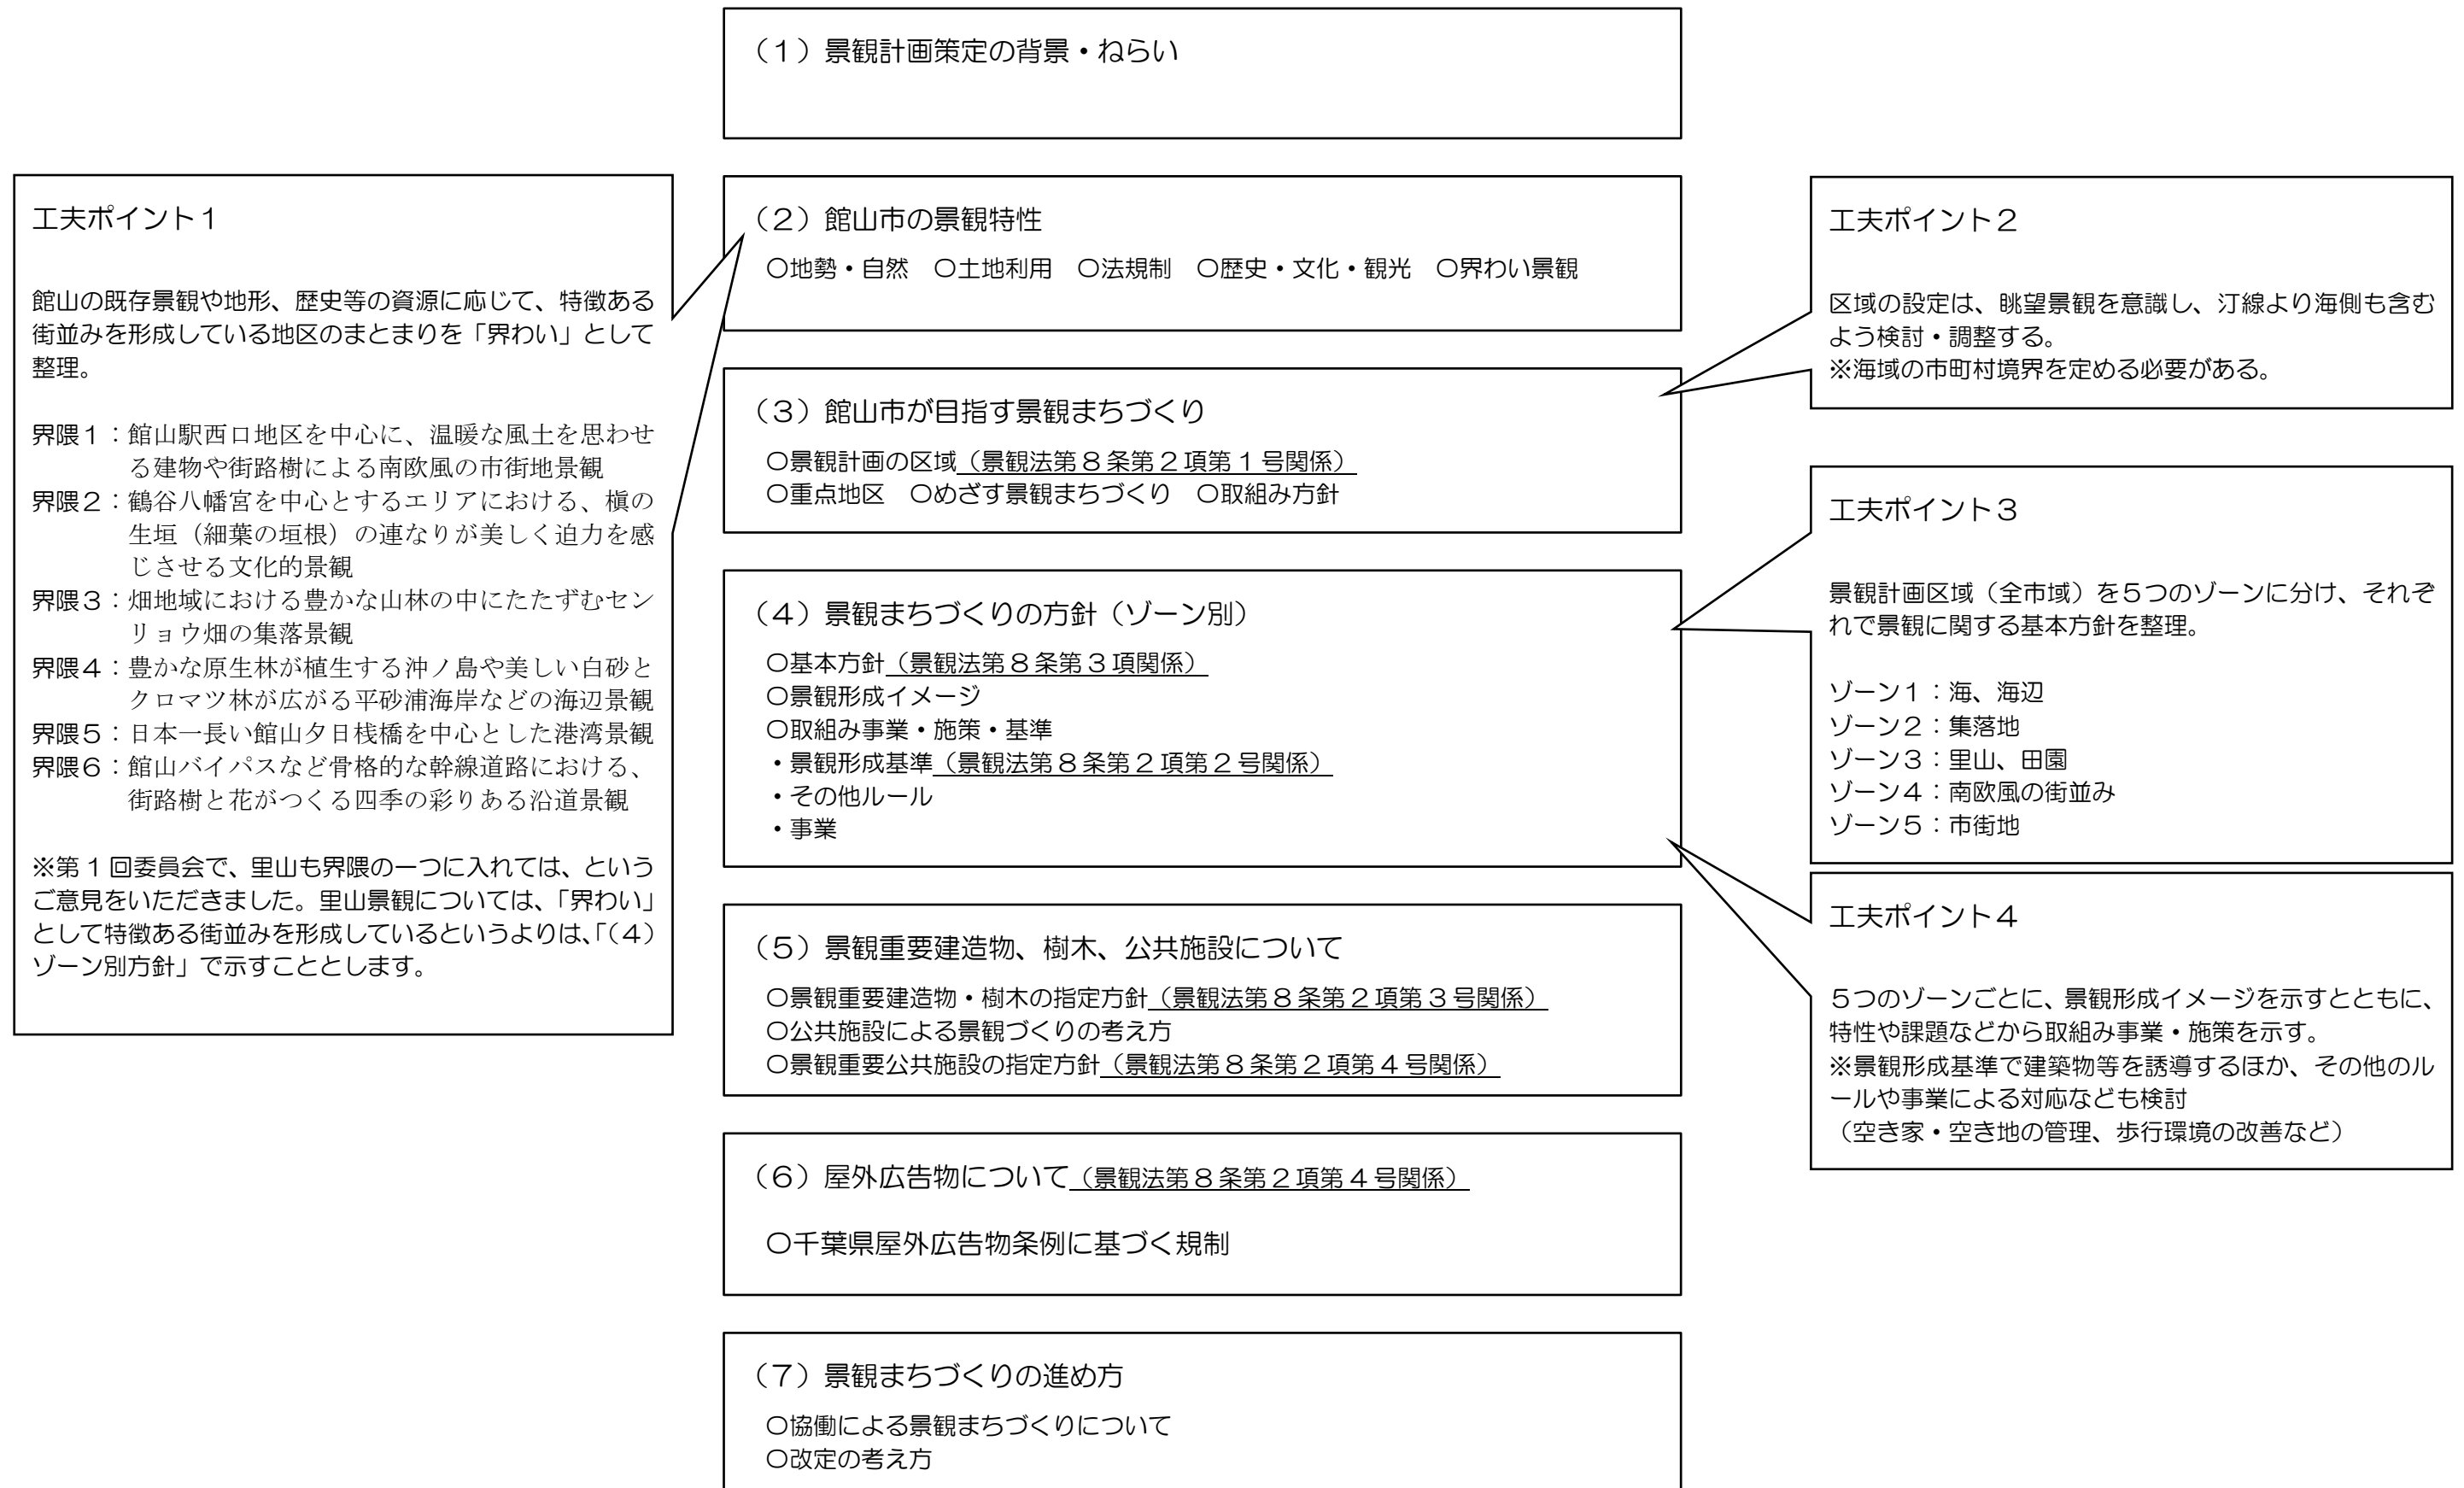 （1）景観計画策定の背景・ねらい
工夫ポイント1
館山の既存景観や地形、歴史等の資源に応じて、特徴ある
街並みを形成している地区のまとまりを「界わい」として
整理。
界隈1：館山駅西口地区を中心に、温暖な風土を思わせ
る建物や街路樹による南欧風の市街地景観
界隈2：鶴谷八幡宮を中心とするエリアにおける、槇の
生垣（細葉の垣根）の連なりが美しく迫力を感
じさせる文化的景観
界隈3：畑地域における豊かな山林の中にたたずむセン
リョウ畑の集落景観
界隈4：豊かな原生林が植生する沖ノ島や美しい白砂と
クロマツ林が広がる平砂浦海岸などの海辺景観
界隈5：日本一長い館山夕日桟橋を中心とした港湾景観
界隈6：館山バイパスなど骨格的な幹線道路における、
街路樹と花がつくる四季の彩りある沿道景観
※第1回委員会で、里山も界隈の一つに入れては、という
ご意見をいただきました。里山景観については、「界わい」
として特徴ある街並みを形成しているというよりは、「（4）
ゾーン別方針」で示すこととします。
（2）館山市の景観特性
○地勢・自然　○土地利用　○法規制　○歴史・文化・観光　○界わい景観
（3）館山市が目指す景観まちづくり
○景観計画の区域（景観法第8条第2項第1号関係）
○重点地区　○めざす景観まちづくり　○取組み方針
（4）景観まちづくりの方針（ゾーン別）
○基本方針（景観法第8条第3項関係）
○景観形成イメージ
○取組み事業・施策・基準
・景観形成基準（景観法第8条第2項第2号関係）
・その他ルール
・事業
（5）景観重要建造物、樹木、公共施設について
○景観重要建造物・樹木の指定方針（景観法第8条第2項第3号関係）
○公共施設による景観づくりの考え方
○景観重要公共施設の指定方針（景観法第8条第2項第4号関係）
（6）屋外広告物について（景観法第8条第2項第4号関係）
○千葉県屋外広告物条例に基づく規制
（7）景観まちづくりの進め方
○協働による景観まちづくりについて
○改定の考え方
工夫ポイント2
区域の設定は、眺望景観を意識し、汀線より海側も含む
よう検討・調整する。
※海域の市町村境界を定める必要がある。
工夫ポイント3
景観計画区域（全市域）を5つのゾーンに分け、それぞ
れで景観に関する基本方針を整理。
ゾーン1：海、海辺
ゾーン2：集落地
ゾーン3：里山、田園
ゾーン4：南欧風の街並み
ゾーン5：市街地
工夫ポイント4
5つのゾーンごとに、景観形成イメージを示すとともに、
特性や課題などから取組み事業・施策を示す。
※景観形成基準で建築物等を誘導するほか、その他のル
ールや事業による対応なども検討
（空き家・空き地の管理、歩行環境の改善など）